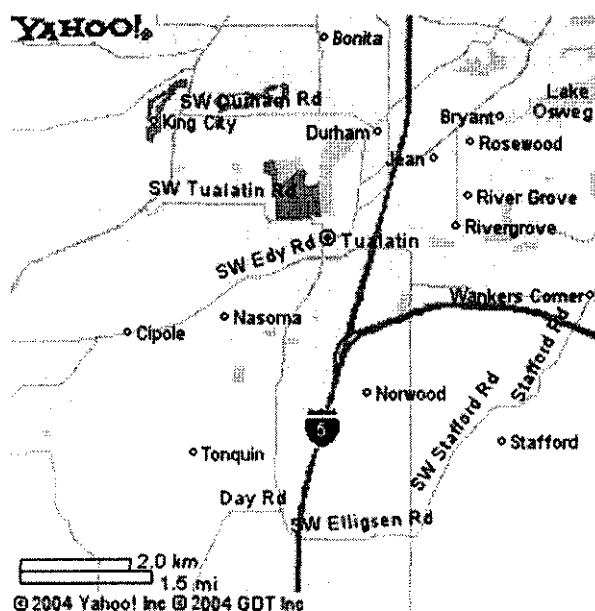 YAHOO!
Bonita
Lake
Osweg
SW Durham Rd
King City
Durham
Bryant
Rosewood
Jean
SW Tualatin Rd
River Grove
Rivergrove
SW Edy Rd
Tualatin
Wankers Corner
Nasoma
Cipole
Stafford Rd
Norwood
SW Stafford Rd
5
Stafford
Tonquin
Day Rd
SW Elligsen Rd
2.0 km
1.5 mi
© 2004 Yahoo! Inc © 2004 GDT Inc